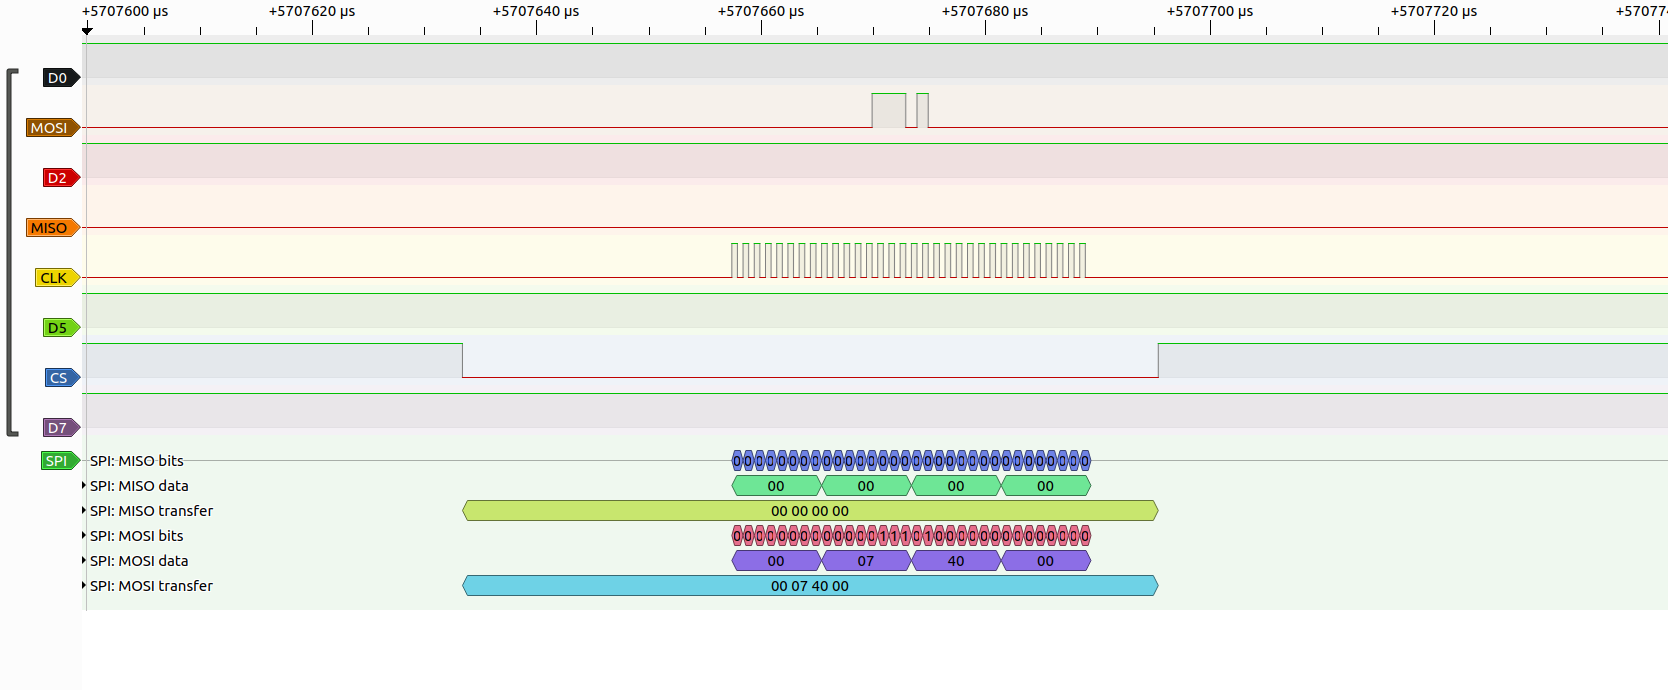 +5707600 µs +5707620 µs +5707640 µs +5707660 µs +5707680 µs +5707700 µs +5707720 µs +57077
D0
MOSI
D2
MISO
CLK
D5
CS
D7
SPI SPI: MISO bits 0 0 0 0 0 0 0 0 0 0 0 0 0 0 0 0 0 0 0 0 0 0 0 0 0 0 0 0 0 0 0 0
SPI: MISO data 00 00 00 00
SPI: MISO transfer 00 00 00 00
SPI: MOSI bits 0 0 0 0 0 0 0 0 0 0 0 0 0 1 1 1 0 1 0 0 0 0 0 0 0 0 0 0 0 0 0 0
SPI: MOSI data 00 07 40 00
SPI: MOSI transfer 00 07 40 00